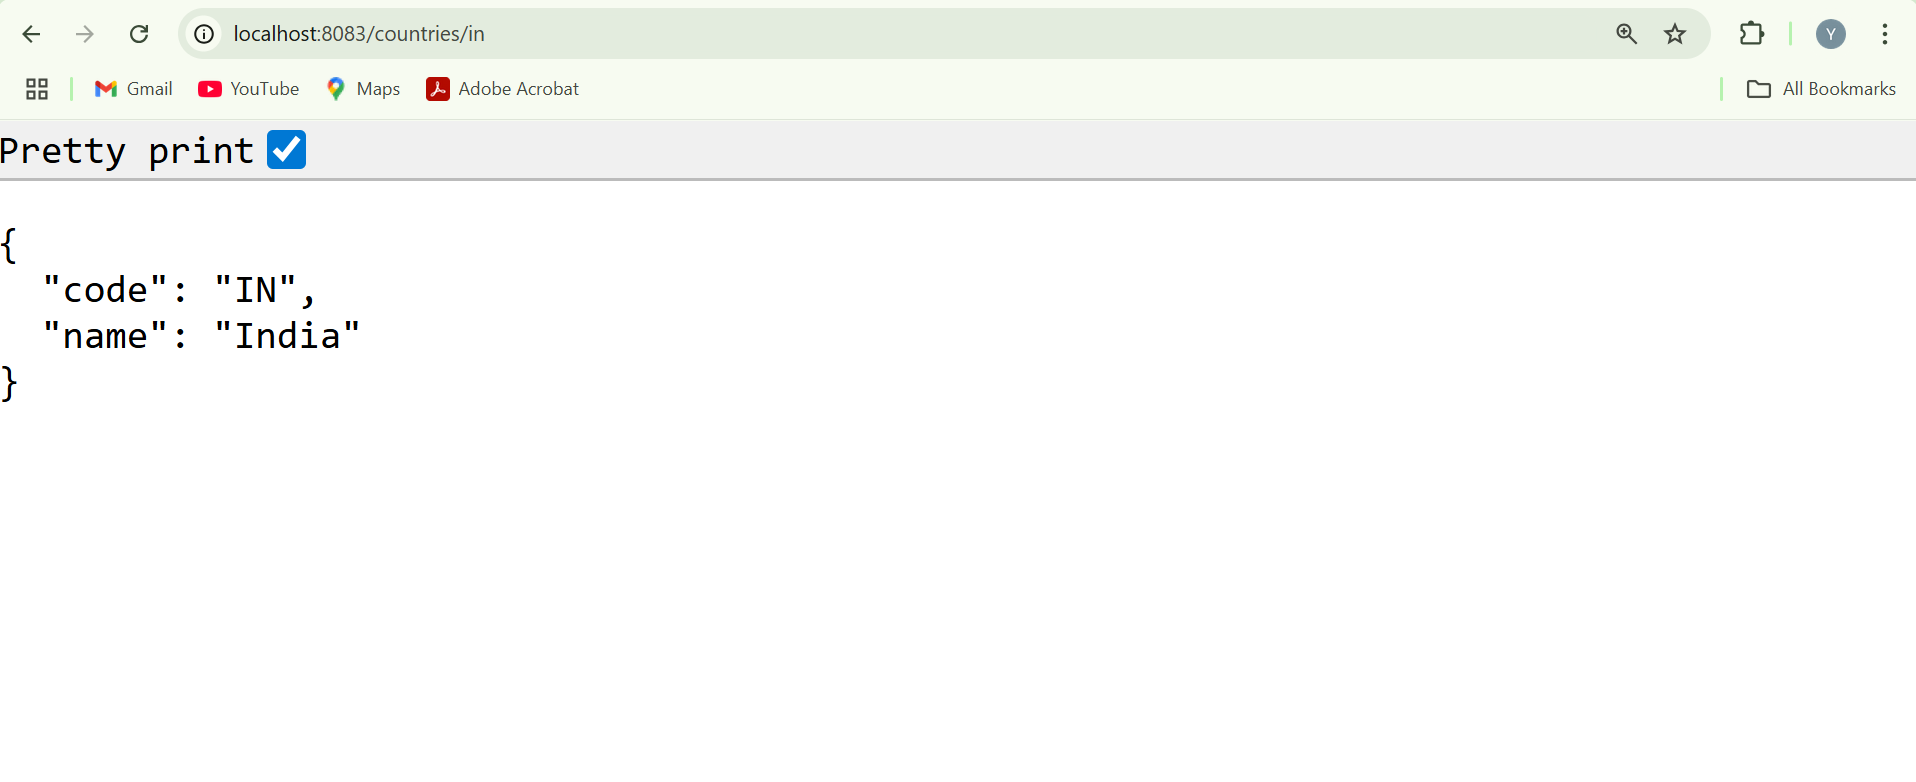 localhost:8083/countries/in
Y
Gmail YouTube Maps Adobe Acrobat All Bookmarks
Pretty print
{
  "code": "IN",
  "name": "India"
}